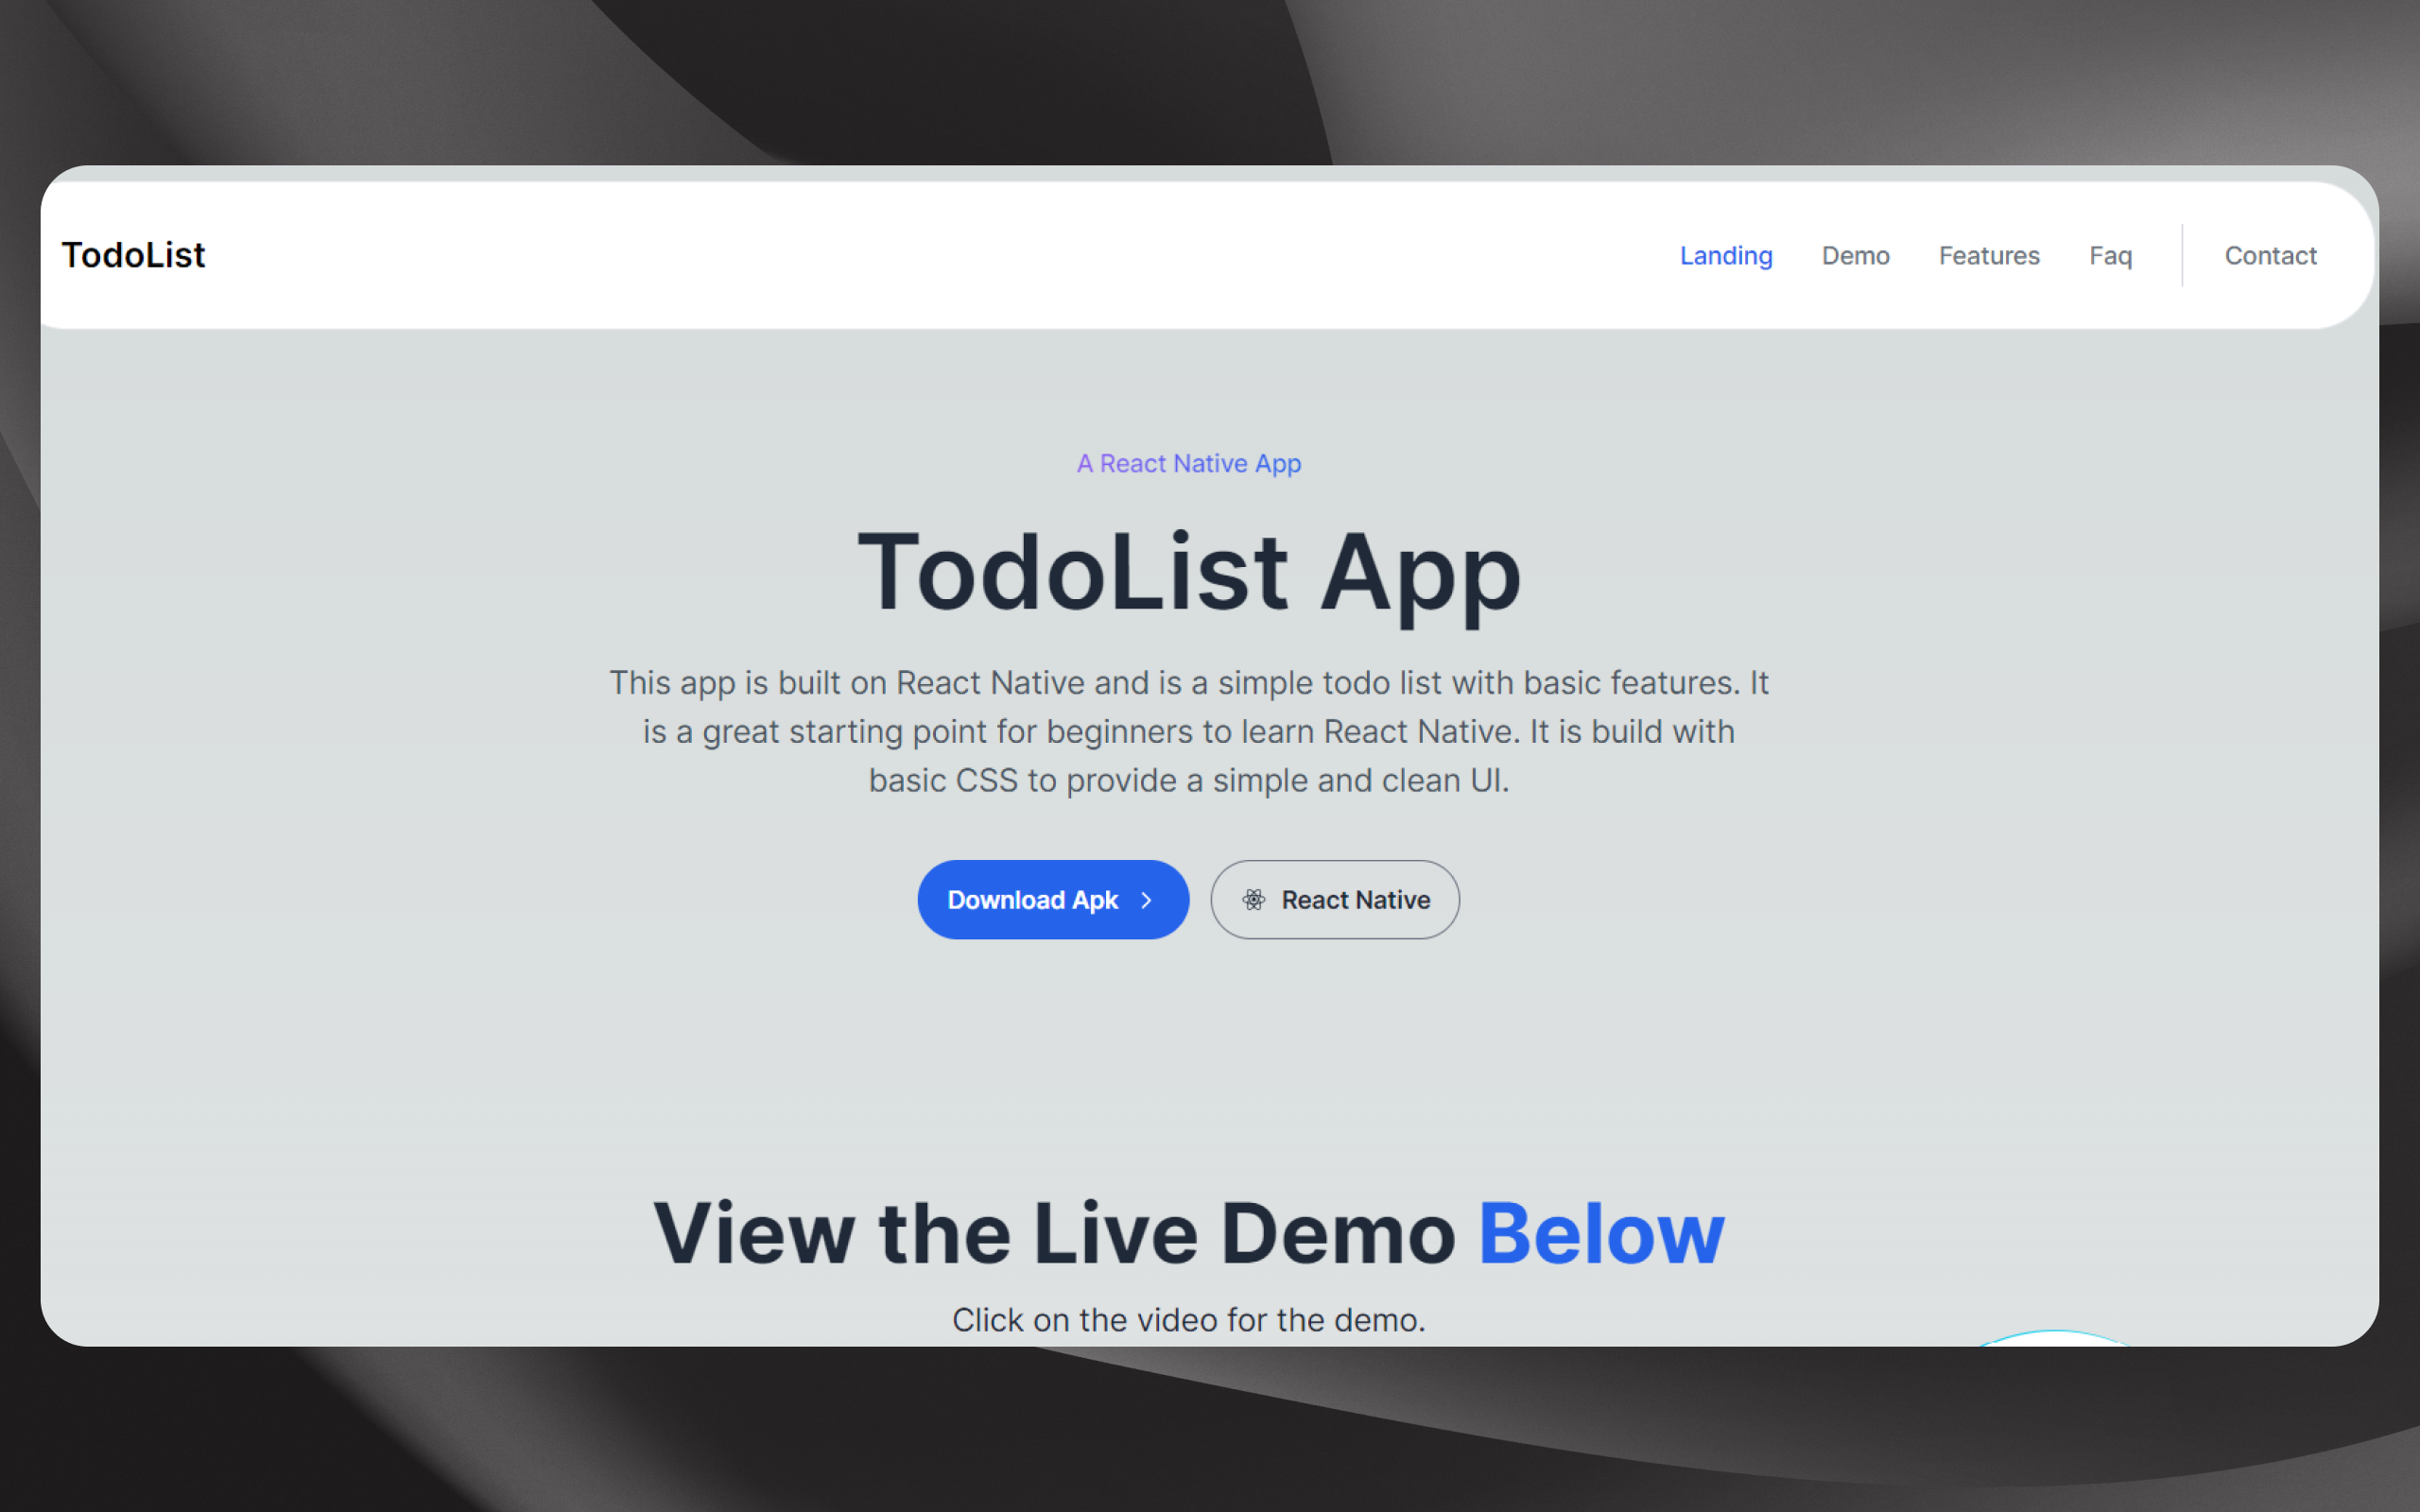 TodoList
Landing Demo Features Faq Contact
A React Native App
TodoList App
This app is built on React Native and is a simple todo list with basic features. It
is a great starting point for beginners to learn React Native. It is build with
basic CSS to provide a simple and clean UI.
Download Apk
React Native
View the Live Demo Below
Click on the video for the demo.